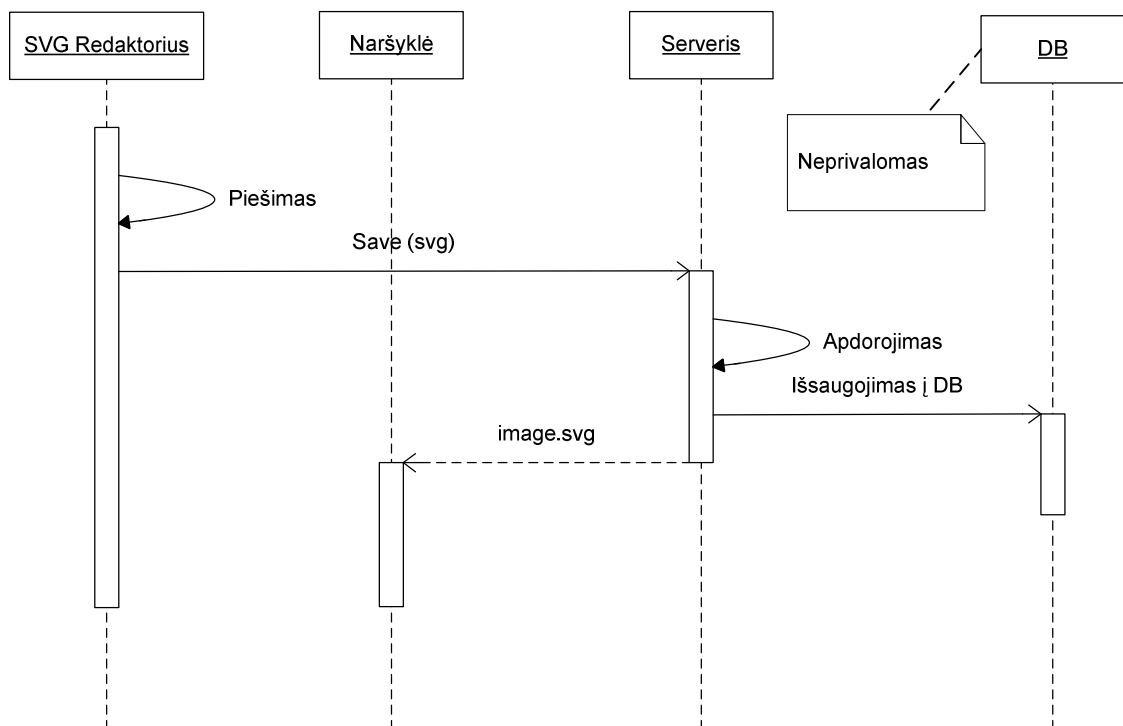 SVG Redaktorius
Naršyklė
Serveris
DB
Neprivalomas
Piešimas
Save (svg)
Apdorojimas
Išsaugojimas į DB
image.svg